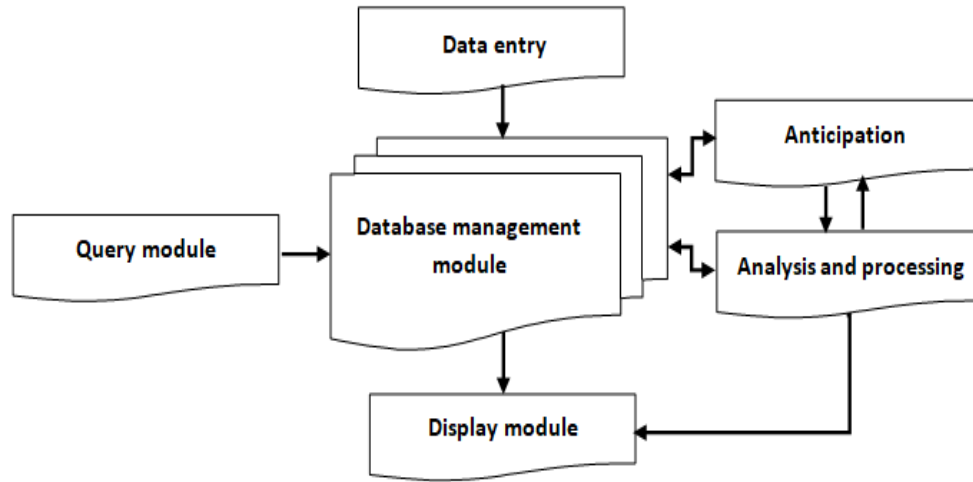 Data entry
Anticipation
Query module
Database management
module
Analysis and processing
Display module